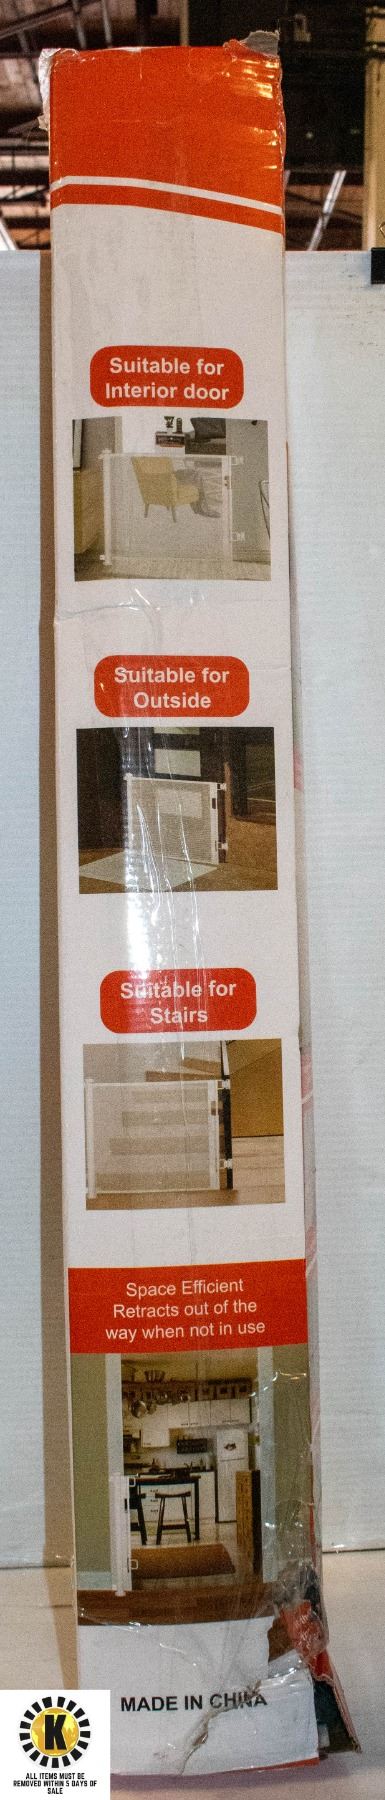 Suitable for
Interior door
Suitable for
Outside
Suitable for
Stairs
Space Efficient
Retracts out of the
way when not in use
MADE IN CHINA
K
ALL ITEMS MUST BE
REMOVED WITHIN 5 DAYS OF
SALE